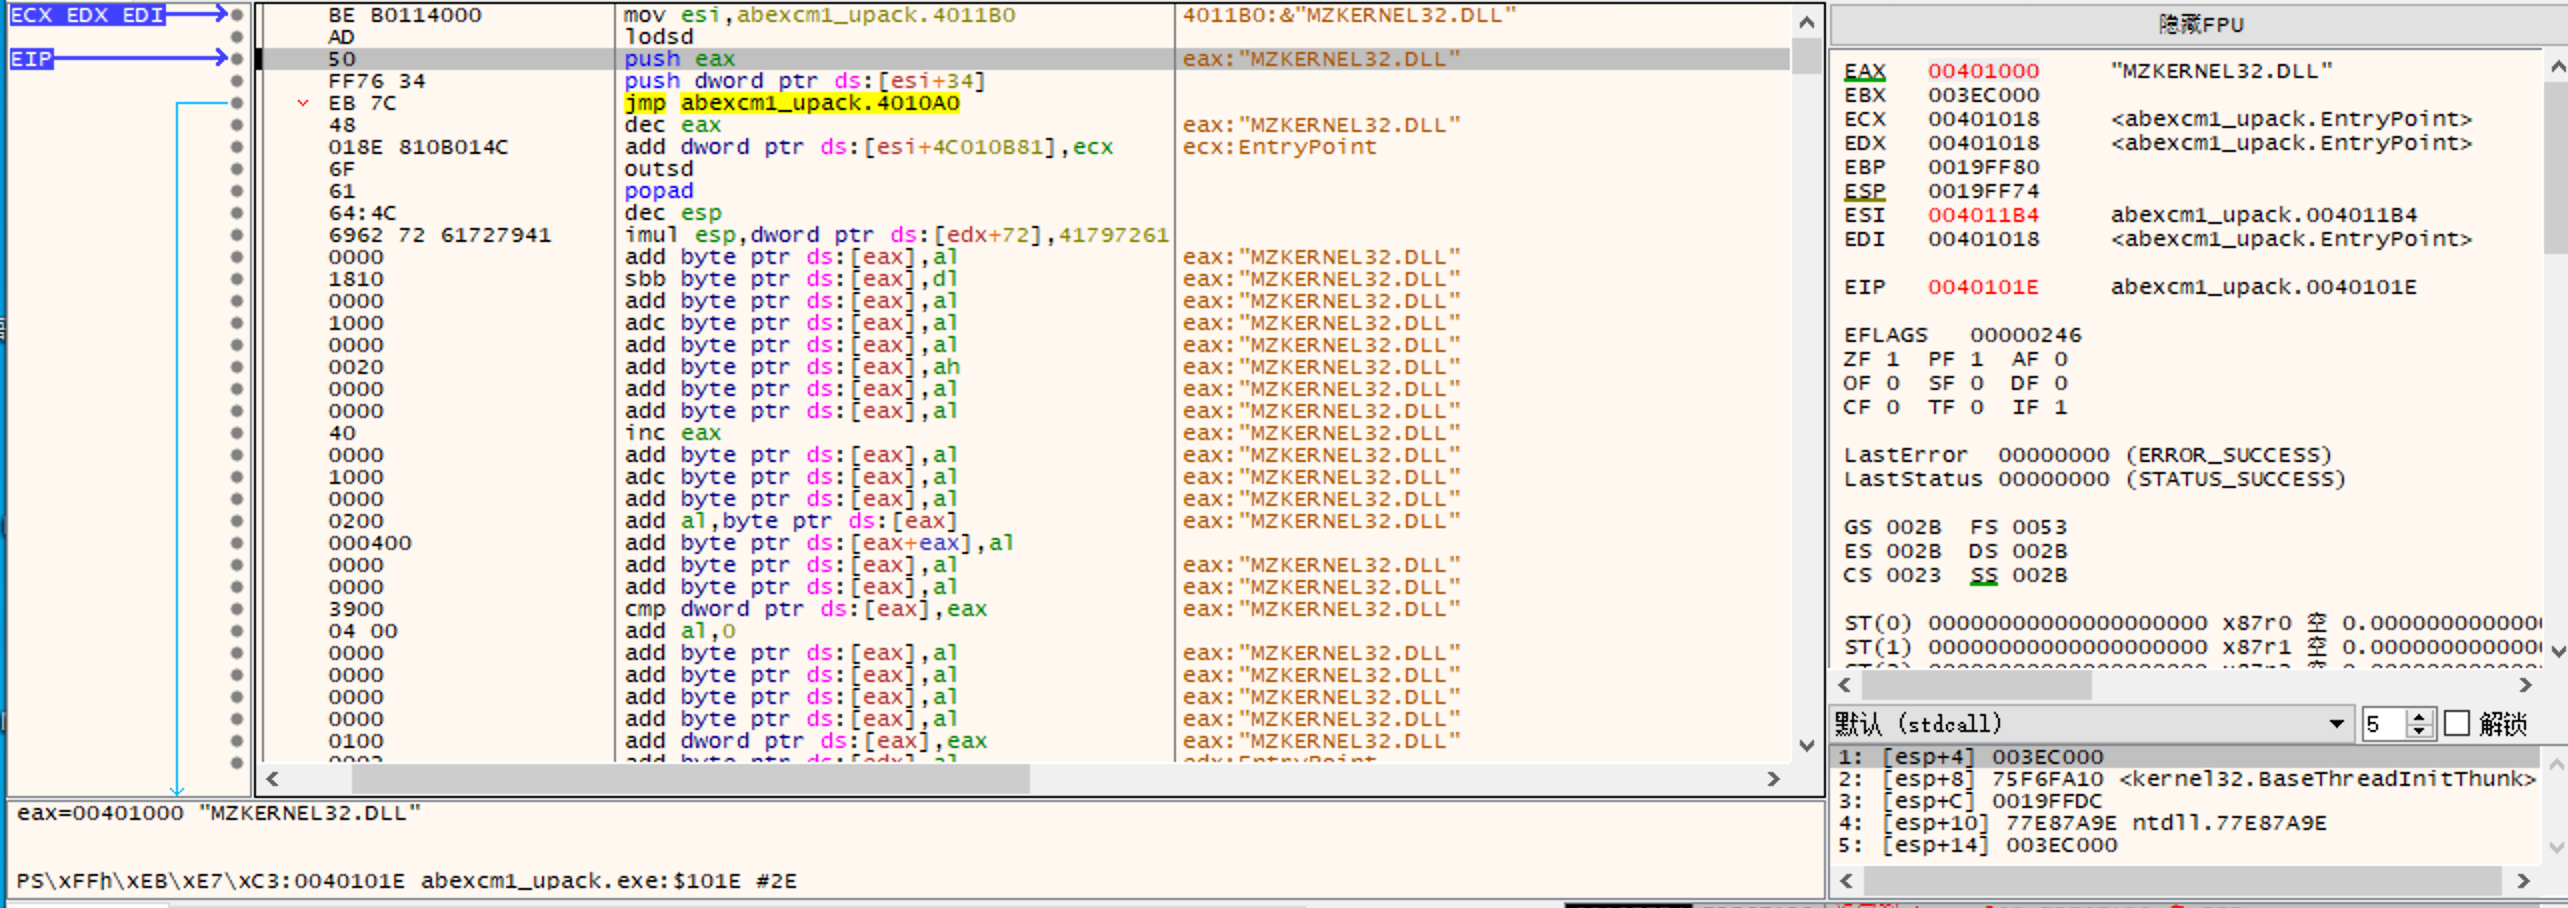 ECX EDX EDI BE B0114000 mov esi,abexcm1_upack.4011B0 4011B0:&"MZKERNEL32.DLL"
AD lodsd
EIP 50 push eax eax:"MZKERNEL32.DLL"
FF76 34 push dword ptr ds:[esi+34]
EB 7C jmp abexcm1_upack.4010A0
48 dec eax eax:"MZKERNEL32.DLL"
018E 810B014C add dword ptr ds:[esi+4C010B81],ecx ecx:EntryPoint
6F outsd
61 popad
64:4C dec esp
6962 72 61727941 imul esp,dword ptr ds:[edx+72],41797261
0000 add byte ptr ds:[eax],al eax:"MZKERNEL32.DLL"
1810 sbb byte ptr ds:[eax],dl eax:"MZKERNEL32.DLL"
0000 add byte ptr ds:[eax],al eax:"MZKERNEL32.DLL"
1000 adc byte ptr ds:[eax],al eax:"MZKERNEL32.DLL"
0000 add byte ptr ds:[eax],al eax:"MZKERNEL32.DLL"
0020 add byte ptr ds:[eax],ah eax:"MZKERNEL32.DLL"
0000 add byte ptr ds:[eax],al eax:"MZKERNEL32.DLL"
0000 add byte ptr ds:[eax],al eax:"MZKERNEL32.DLL"
40 inc eax eax:"MZKERNEL32.DLL"
0000 add byte ptr ds:[eax],al eax:"MZKERNEL32.DLL"
1000 adc byte ptr ds:[eax],al eax:"MZKERNEL32.DLL"
0000 add byte ptr ds:[eax],al eax:"MZKERNEL32.DLL"
0200 add al,byte ptr ds:[eax] eax:"MZKERNEL32.DLL"
000400 add byte ptr ds:[eax+eax],al
0000 add byte ptr ds:[eax],al eax:"MZKERNEL32.DLL"
0000 add byte ptr ds:[eax],al eax:"MZKERNEL32.DLL"
3900 cmp dword ptr ds:[eax],eax eax:"MZKERNEL32.DLL"
04 00 add al,0
0000 add byte ptr ds:[eax],al eax:"MZKERNEL32.DLL"
0000 add byte ptr ds:[eax],al eax:"MZKERNEL32.DLL"
0000 add byte ptr ds:[eax],al eax:"MZKERNEL32.DLL"
0000 add byte ptr ds:[eax],al eax:"MZKERNEL32.DLL"
0100 add dword ptr ds:[eax],eax eax:"MZKERNEL32.DLL"
eax=00401000 "MZKERNEL32.DLL"
PS\xFFh\xEB\xE7\xC3:0040101E abexcm1_upack.exe:$101E #2E
隐藏FPU
EAX 00401000 "MZKERNEL32.DLL"
EBX 003EC000
ECX 00401018 <abexcm1_upack.EntryPoint>
EDX 00401018 <abexcm1_upack.EntryPoint>
EBP 0019FF80
ESP 0019FF74
ESI 004011B4 abexcm1_upack.004011B4
EDI 00401018 <abexcm1_upack.EntryPoint>
EIP 0040101E abexcm1_upack.0040101E
EFLAGS 00000246
ZF 1 PF 1 AF 0
OF 0 SF 0 DF 0
CF 0 TF 0 IF 1
LastError 00000000 (ERROR_SUCCESS)
LastStatus 00000000 (STATUS_SUCCESS)
GS 002B FS 0053
ES 002B DS 002B
CS 0023 SS 002B
ST(0) 00000000000000000000 x87r0 空 0.000000000000
ST(1) 00000000000000000000 x87r1 空 0.000000000000
默认 (stdcall) 5 解锁
1: [esp+4] 003EC000
2: [esp+8] 75F6FA10 <kernel32.BaseThreadInitThunk>
3: [esp+C] 0019FFDC
4: [esp+10] 77E87A9E ntdll.77E87A9E
5: [esp+14] 003EC000